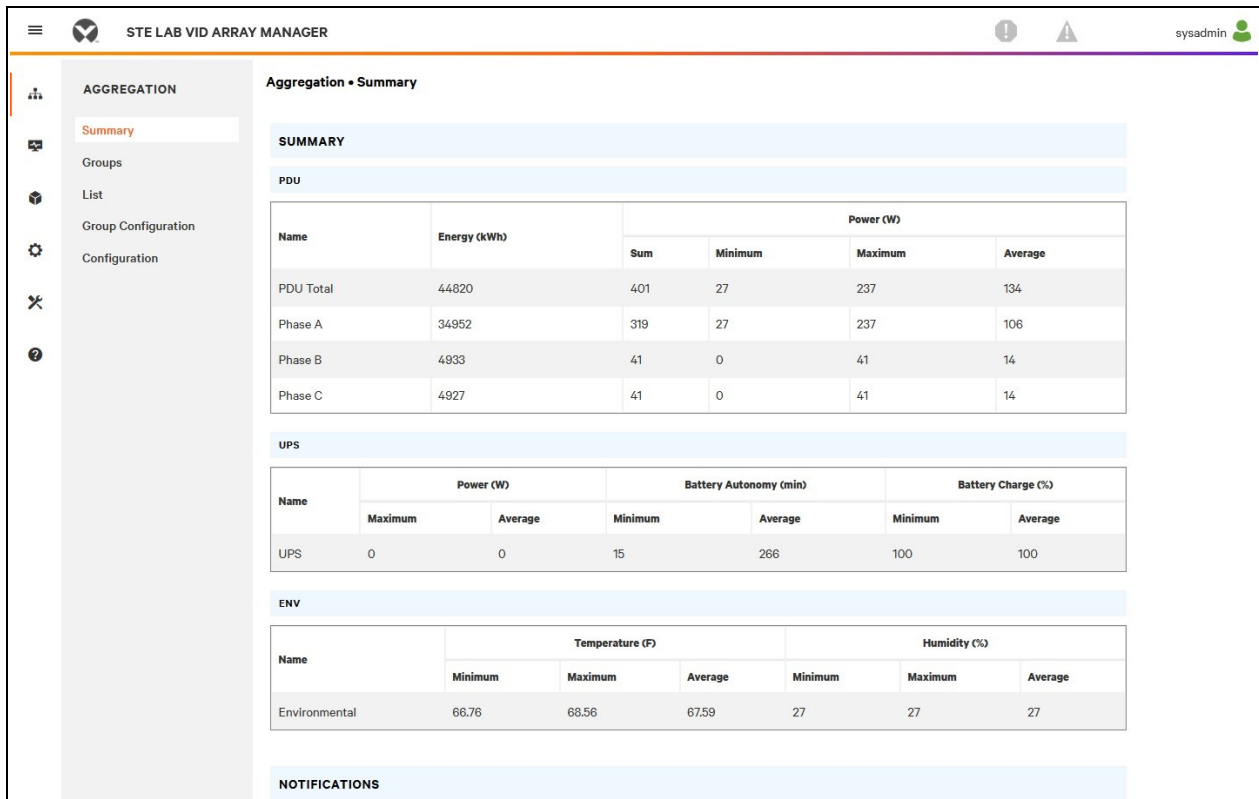 STE LAB VID ARRAY MANAGER
sysadmin
AGGREGATION
Summary
Groups
List
Group Configuration
Configuration
Aggregation • Summary
SUMMARY
PDU
Name Energy (kWh) Power (W)
Sum Minimum Maximum Average
PDU Total 44820 401 27 237 134
Phase A 34952 319 27 237 106
Phase B 4933 41 0 41 14
Phase C 4927 41 0 41 14
UPS
Name Power (W) Battery Autonomy (min) Battery Charge (%)
Maximum Average Minimum Average Minimum Average
UPS 0 0 15 266 100 100
ENV
Name Temperature (F) Humidity (%)
Minimum Maximum Average Minimum Maximum Average
Environmental 66.76 68.56 67.59 27 27 27
NOTIFICATIONS